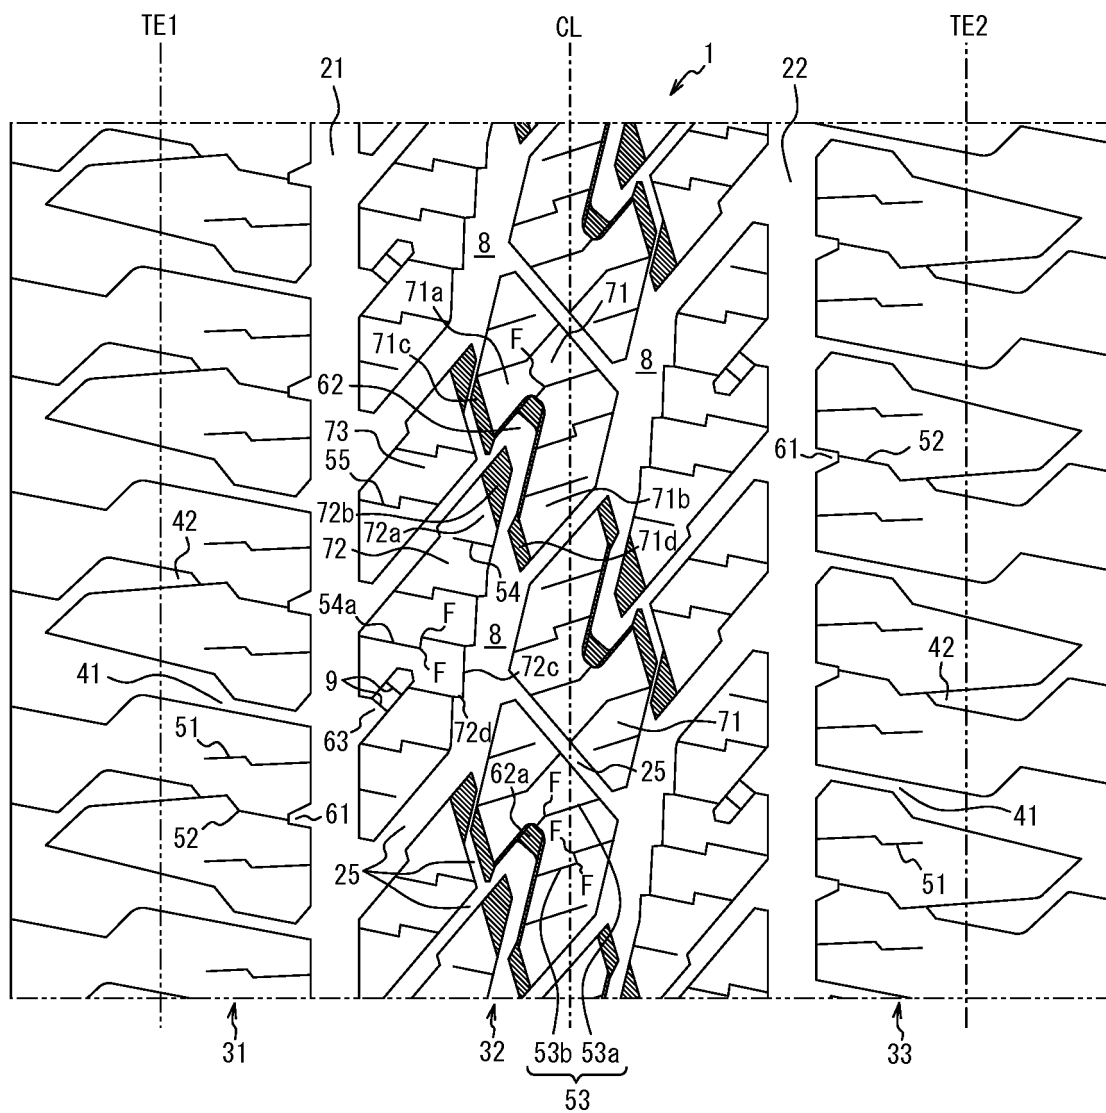 TE1 CL TE2
21 1 22
8
71a 71
71c F
62 8
73 61 52
55
72b 71b
42 72a 71d
72 54
54a F
8
F 42
41 9 72c
63 72d 71
51 62a 25
F
52 61 F 41
25 F 51
31 32 53b 53a 33
53